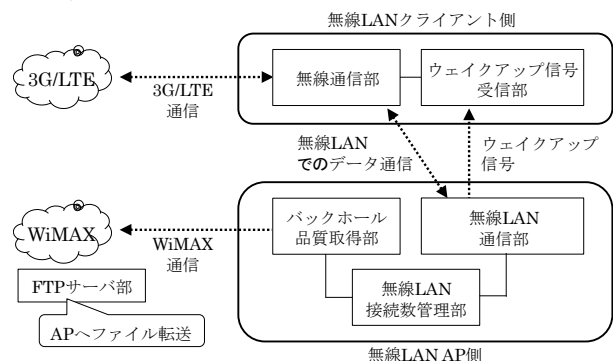 無線LANクライアント側
3G/LTE
3G/LTE
通信
無線通信部
ウェイクアップ信号
受信部
無線LAN
でのデータ通信
ウェイクアップ
信号
WiMAX
WiMAX
通信
バックホール
品質取得部
無線LAN
通信部
無線LAN
接続数管理部
FTPサーバ部
APへファイル転送
無線LAN AP側